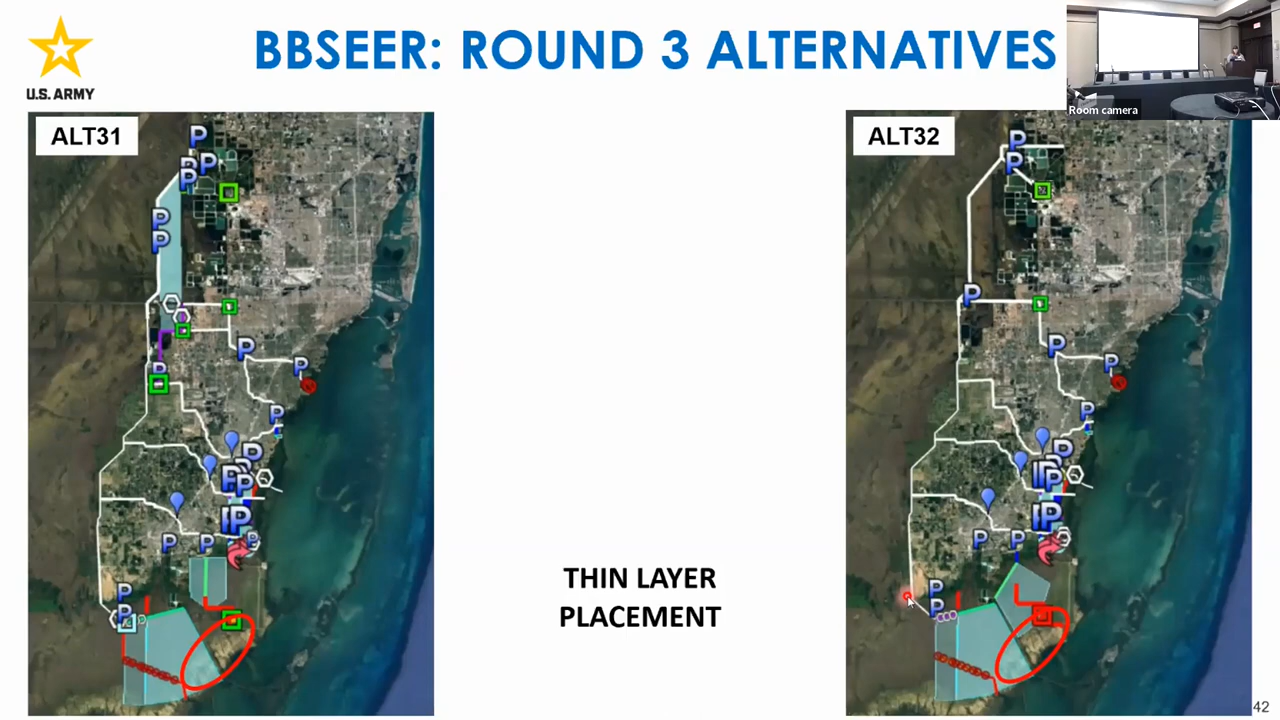 BBSEER: ROUND 3 ALTERNATIVES
U.S. ARMY
Room camera
ALT31
ALT32
THIN LAYER
PLACEMENT
42